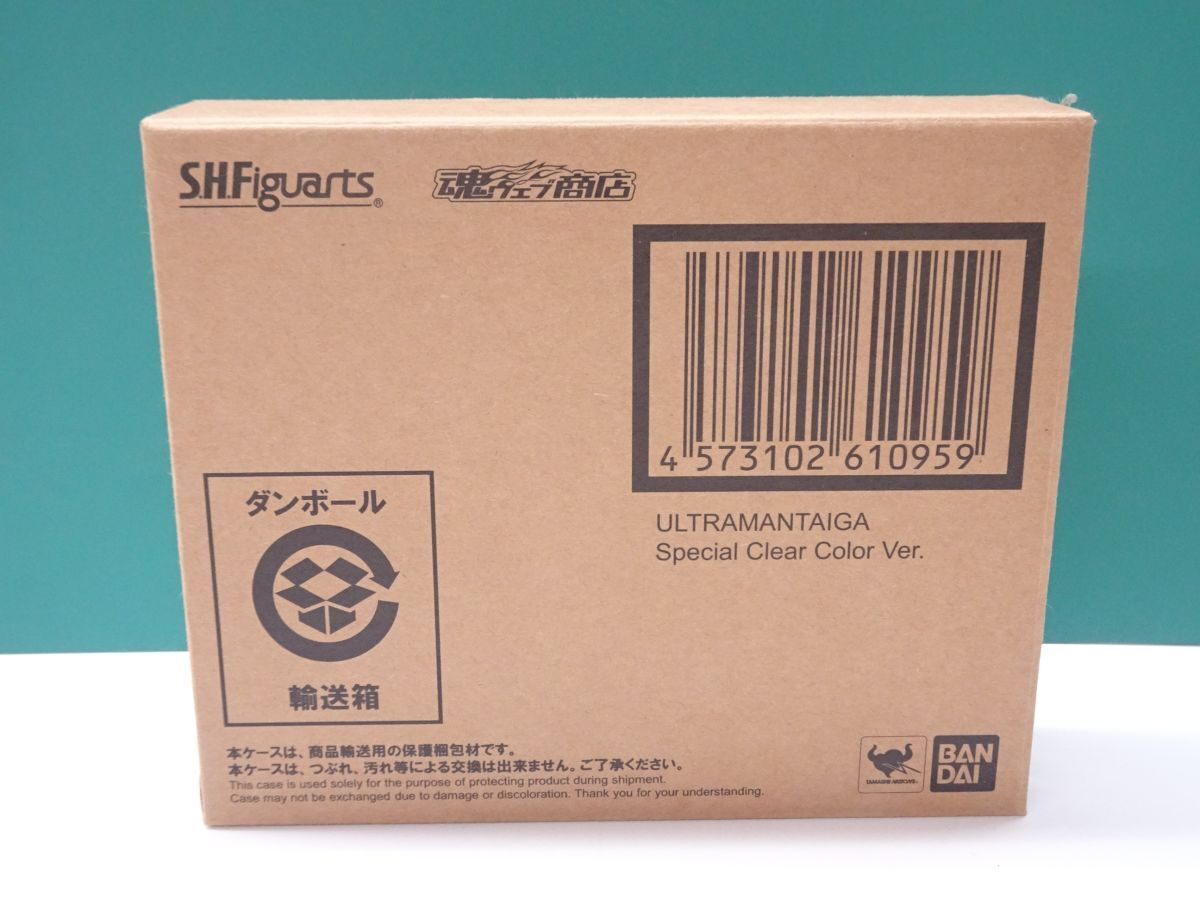 S.H.Figuarts®
魂ウェブ商店
4 573102 610959
ULTRAMANTAIGA
Special Clear Color Ver.
ダンボール
輸送箱
本ケースは、商品輸送用の保護梱包材です。
本ケースは、つぶれ、汚れ等による交換は出来ません。ご了承ください。
This case is used solely for the purpose of protecting product during shipment.
Case may not be exchanged due to damage or discoloration. Thank you for your understanding.
TAMASHII NATIONS
BAN
DAI